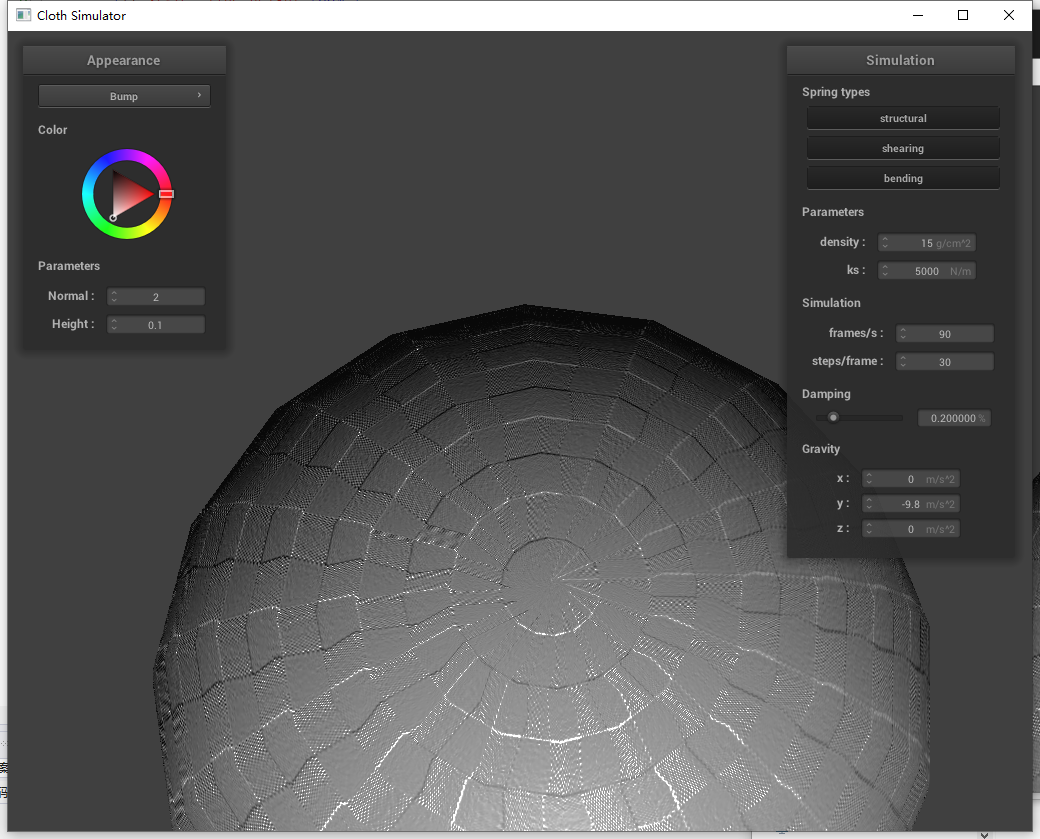 Cloth Simulator
Appearance
Bump
Color
Parameters
Normal : 2
Height : 0.1
Simulation
Spring types
structural
shearing
bending
Parameters
density : 15 g/cm^2
ks : 5000 N/m
Simulation
frames/s : 90
steps/frame : 30
Damping
0.200000 %
Gravity
x : 0 m/s^2
y : -9.8 m/s^2
z : 0 m/s^2